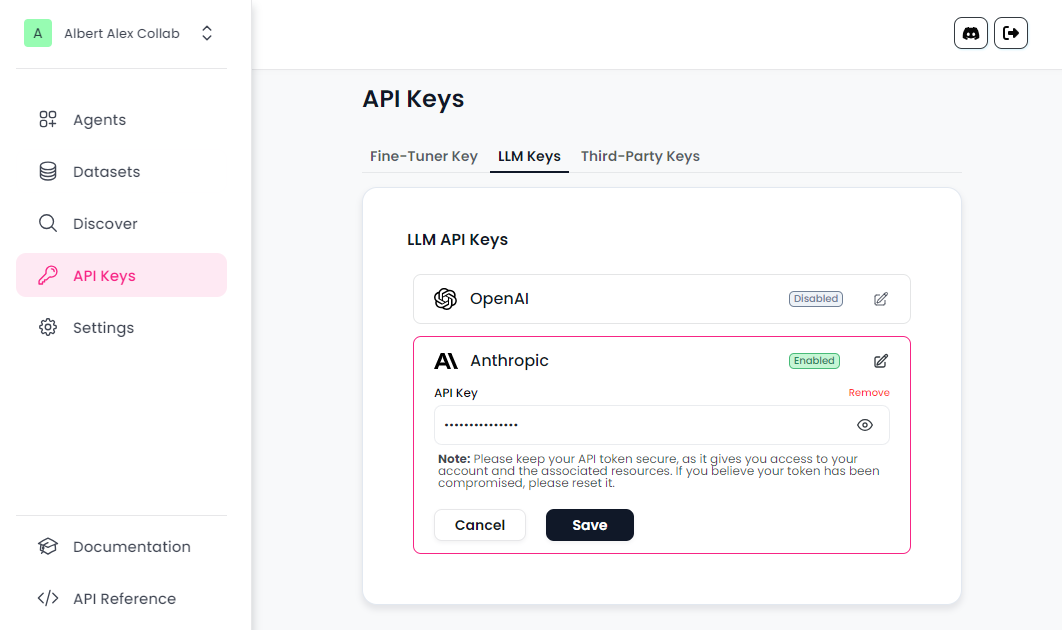 A Albert Alex Collab
Agents
Datasets
Discover
API Keys
Settings
Documentation
API Reference
API Keys
Fine-Tuner Key LLM Keys Third-Party Keys
LLM API Keys
OpenAI Disabled
Anthropic Enabled
API Key Remove
•••••••••••••••
Note: Please keep your API token secure, as it gives you access to your
account and the associated resources. If you believe your token has been
compromised, please reset it.
Cancel Save